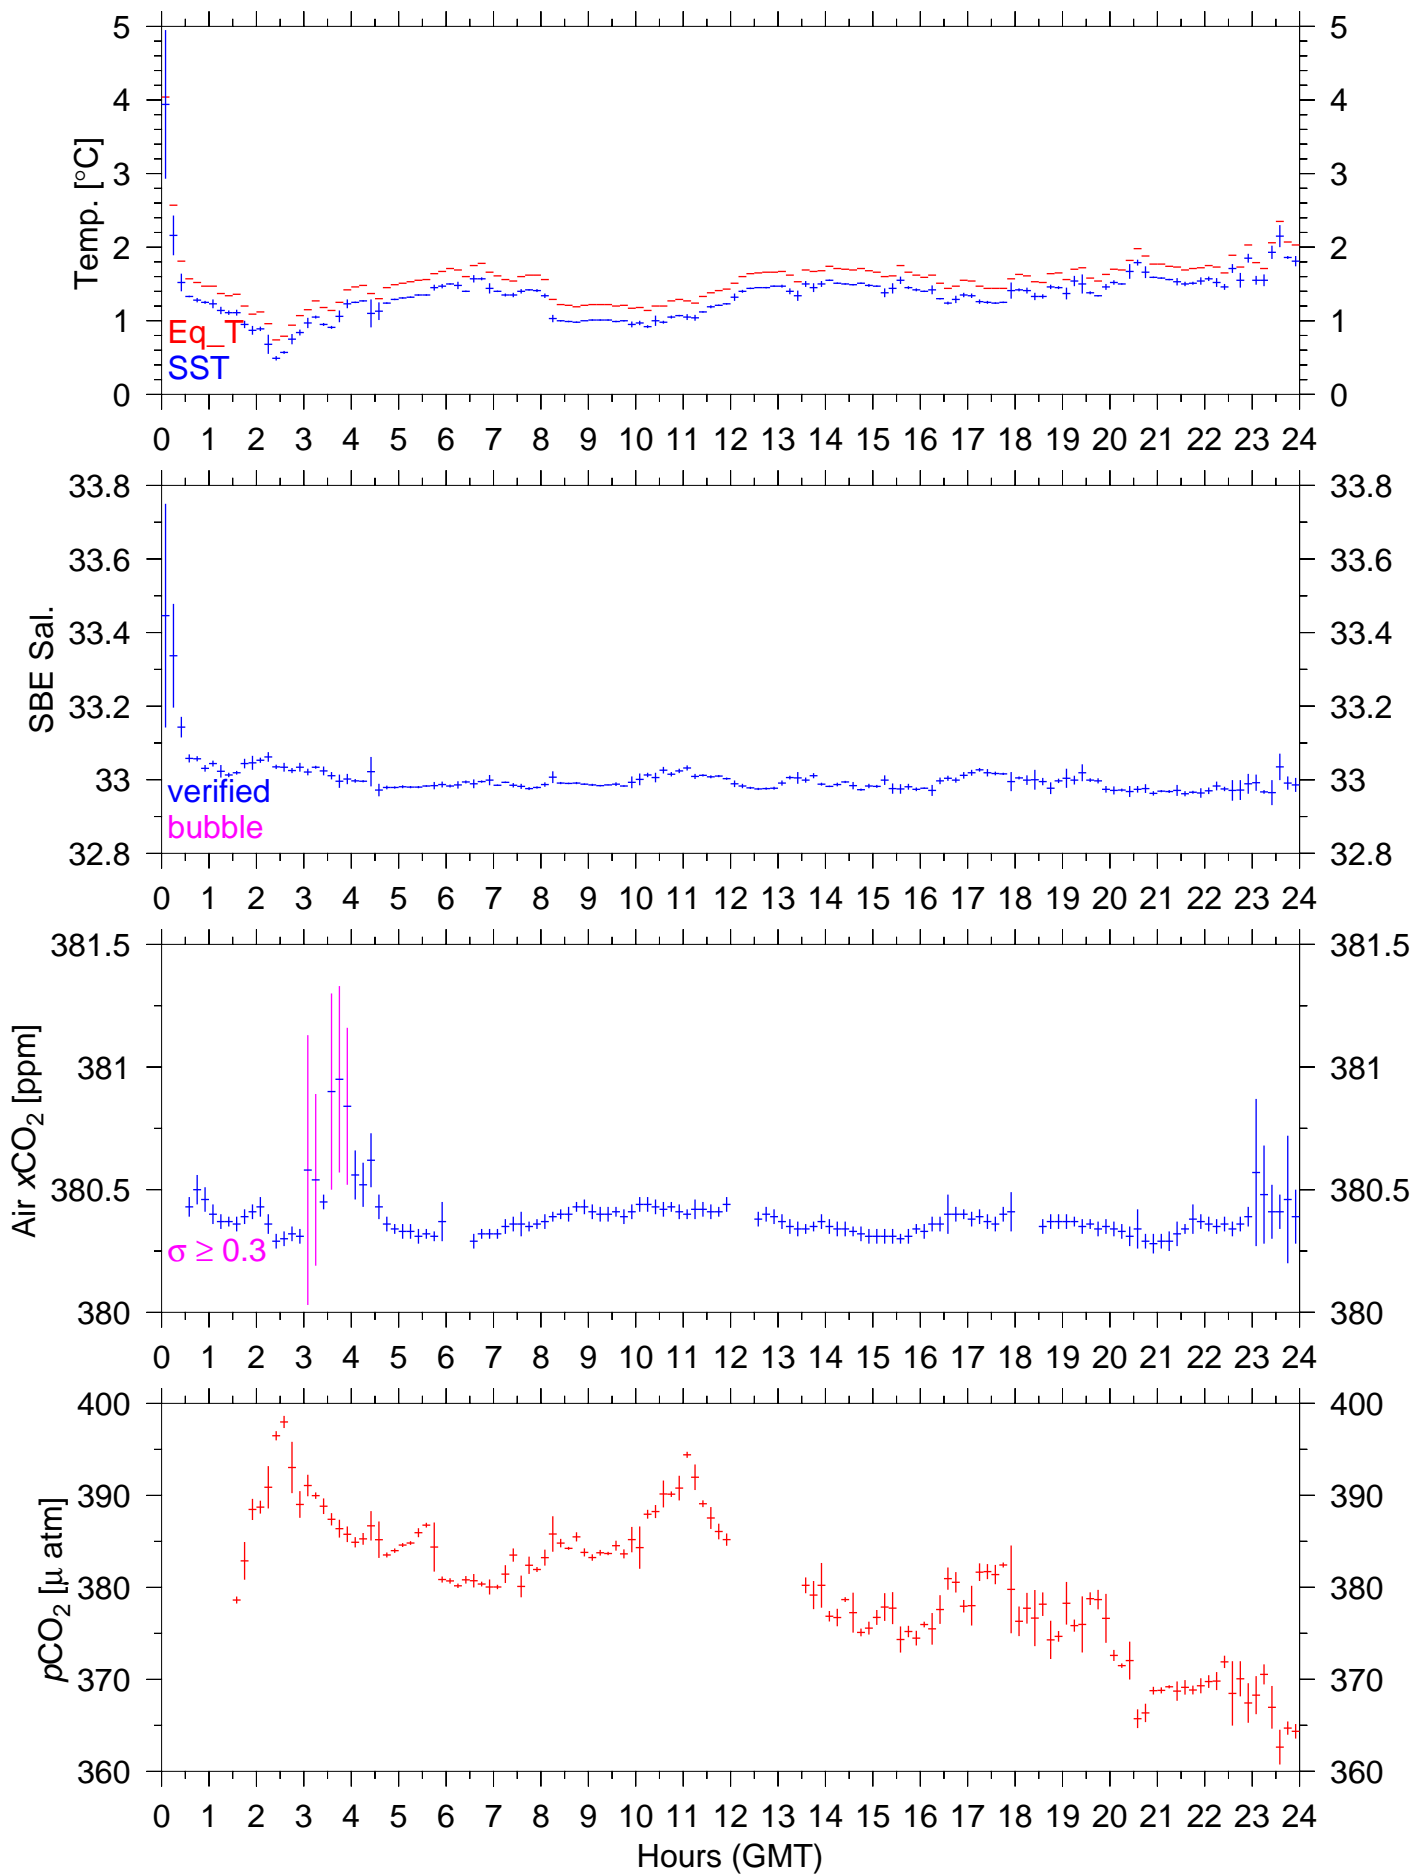 5 5
4 4
3 3
2 2
1 1
0 0
Temp. [°C]
Eq_T
SST
0 1 2 3 4 5 6 7 8 9 10 11 12 13 14 15 16 17 18 19 20 21 22 23 24
33.8 33.8
33.6 33.6
33.4 33.4
33.2 33.2
33 33
32.8 32.8
SBE Sal.
verified
bubble
0 1 2 3 4 5 6 7 8 9 10 11 12 13 14 15 16 17 18 19 20 21 22 23 24
381.5 381.5
381 381
380.5 380.5
380 380
Air xCO₂ [ppm]
σ ≥ 0.3
0 1 2 3 4 5 6 7 8 9 10 11 12 13 14 15 16 17 18 19 20 21 22 23 24
400 400
390 390
380 380
370 370
360 360
pCO₂ [μ atm]
0 1 2 3 4 5 6 7 8 9 10 11 12 13 14 15 16 17 18 19 20 21 22 23 24
Hours (GMT)